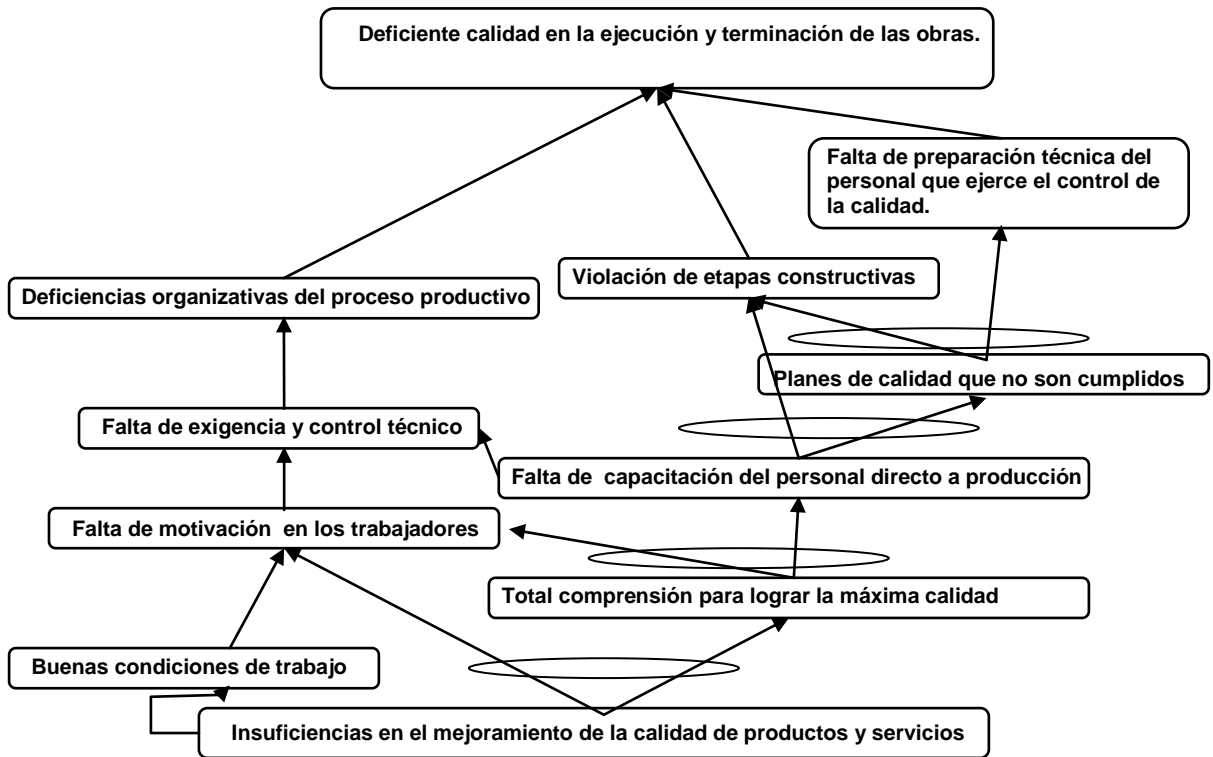 Deficiente calidad en la ejecución y terminación de las obras.
Falta de preparación técnica del
personal que ejerce el control de
la calidad.
Violación de etapas constructivas
Deficiencias organizativas del proceso productivo
Planes de calidad que no son cumplidos
Falta de exigencia y control técnico
Falta de capacitación del personal directo a producción
Falta de motivación en los trabajadores
Total comprensión para lograr la máxima calidad
Buenas condiciones de trabajo
Insuficiencias en el mejoramiento de la calidad de productos y servicios